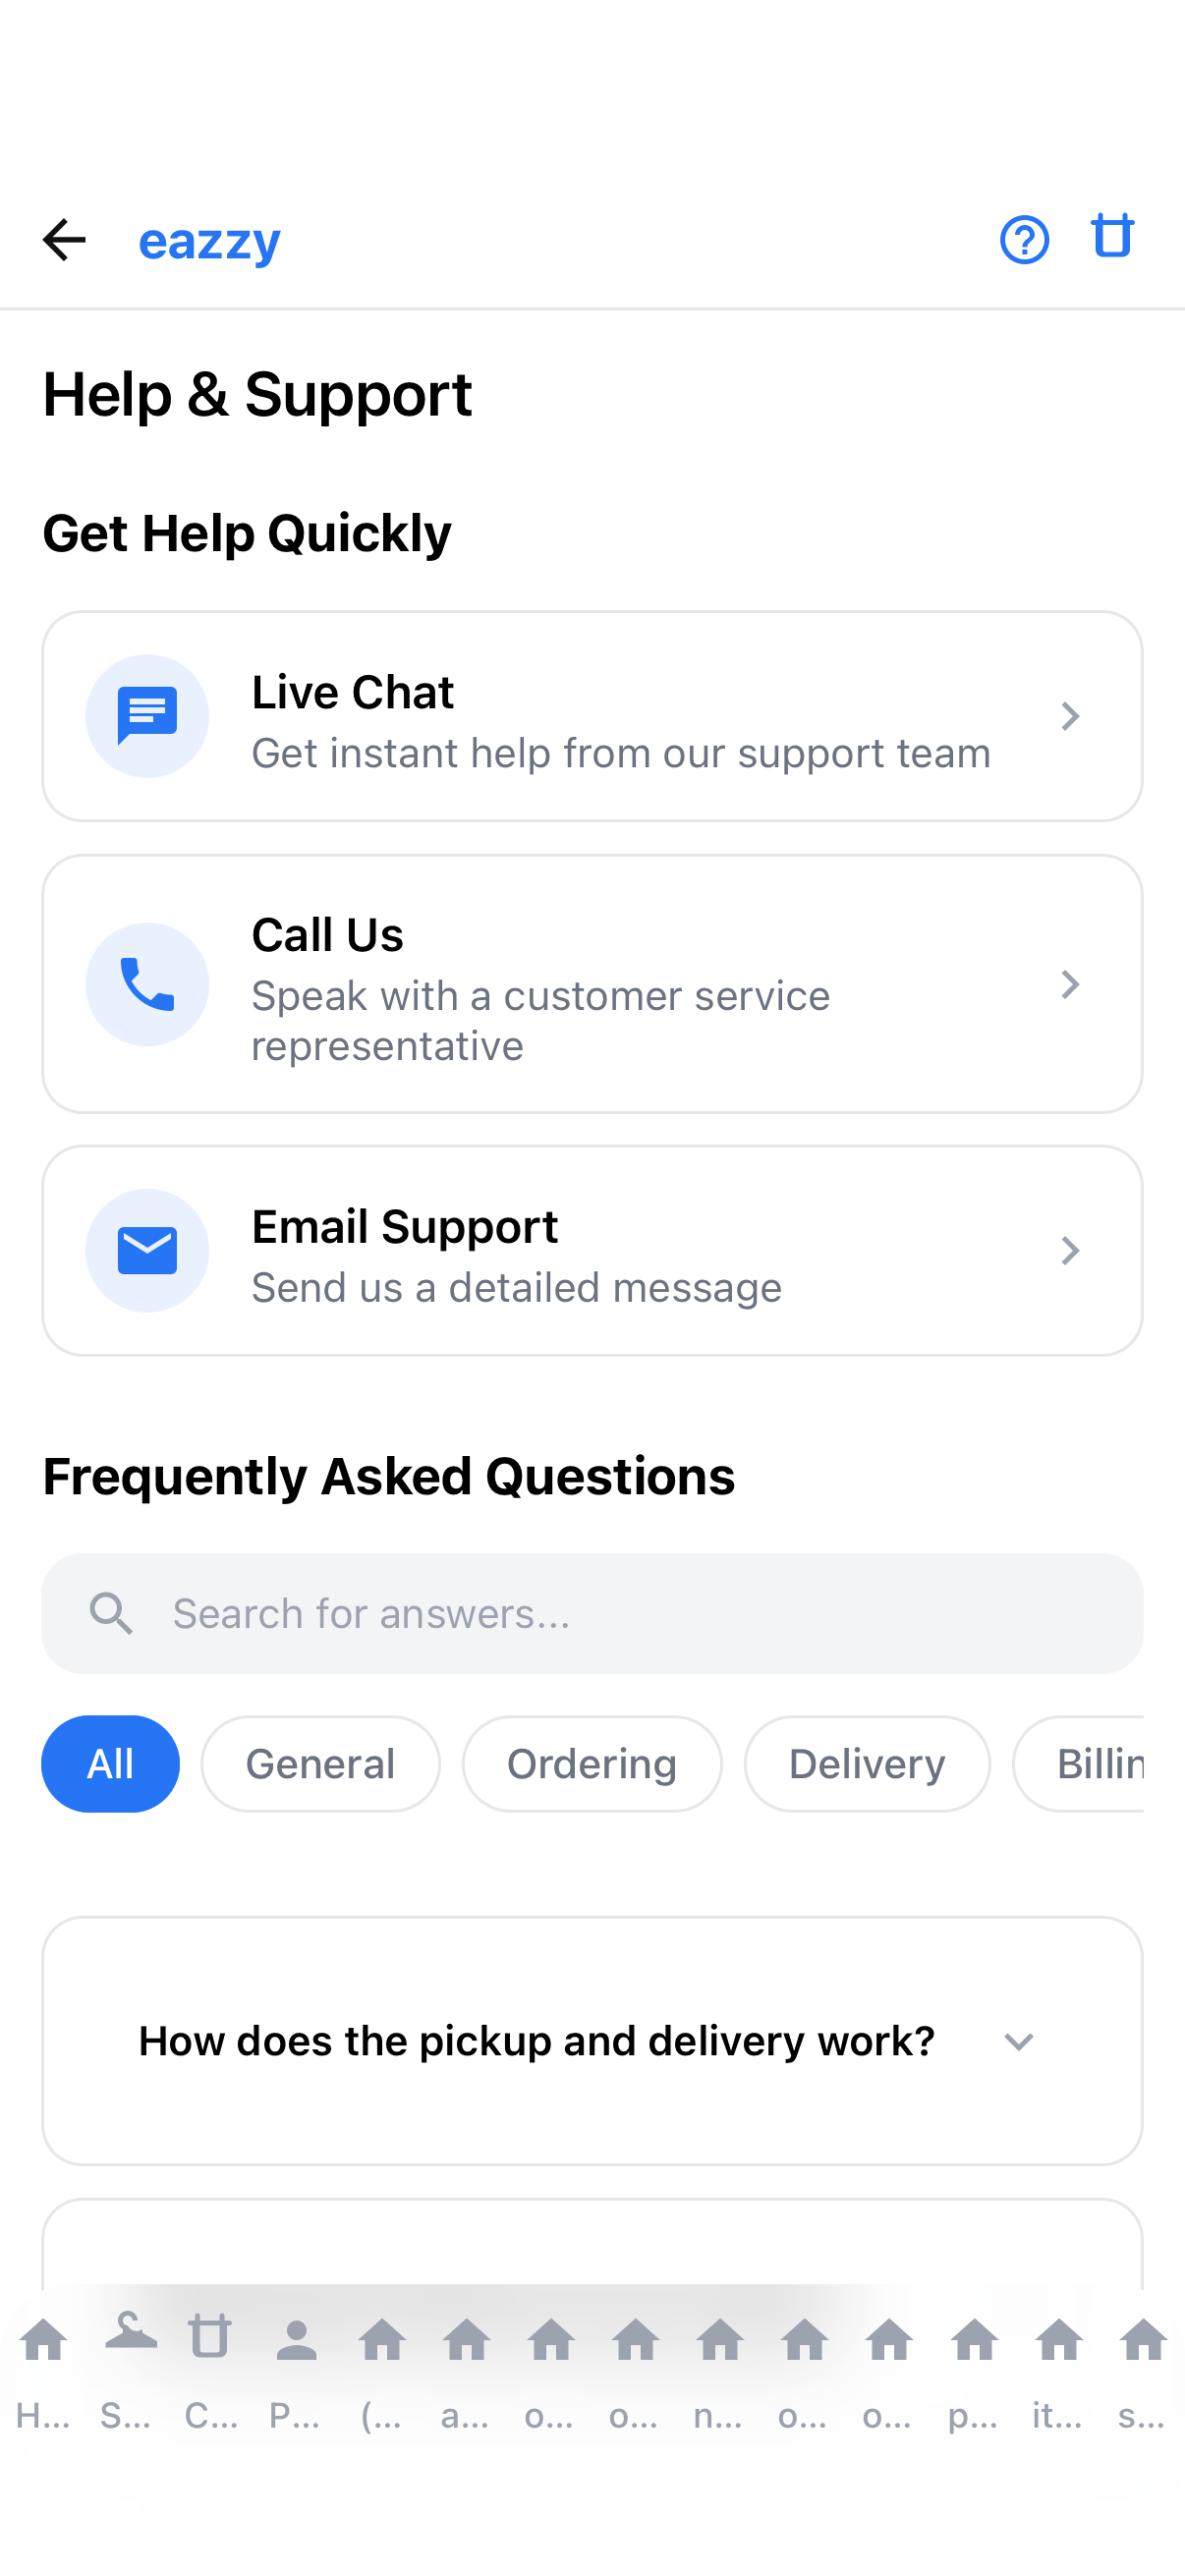 eazzy
Help & Support
Get Help Quickly
Live Chat
Get instant help from our support team
Call Us
Speak with a customer service
representative
Email Support
Send us a detailed message
Frequently Asked Questions
Search for answers...
All General Ordering Delivery Billin
How does the pickup and delivery work?
H... S... C... P... (... a... o... o... n... o... o... p... it... s...